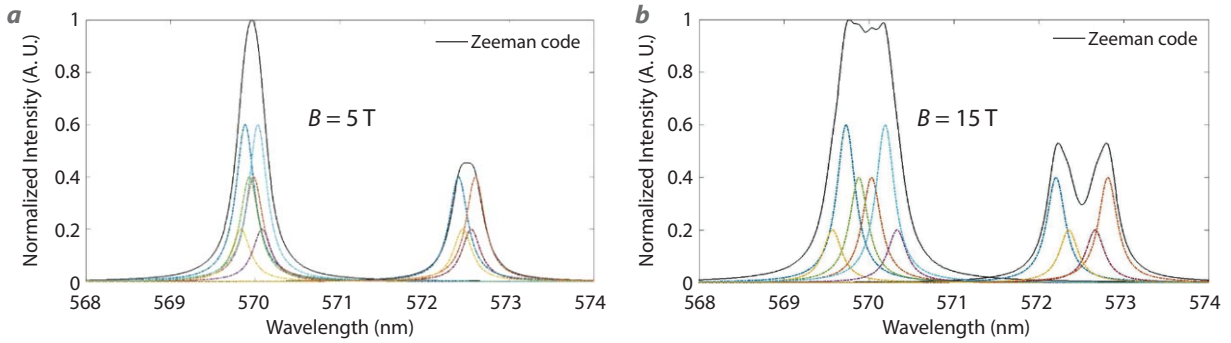 a
Normalized Intensity (A. U.)
1
0.8
0.6
0.4
0.2
0
Zeeman code
B = 5 T
568
569
570
571
572
573
574
Wavelength (nm)
b
Normalized Intensity (A. U.)
1
0.8
0.6
0.4
0.2
0
Zeeman code
B = 15 T
568
569
570
571
572
573
574
Wavelength (nm)